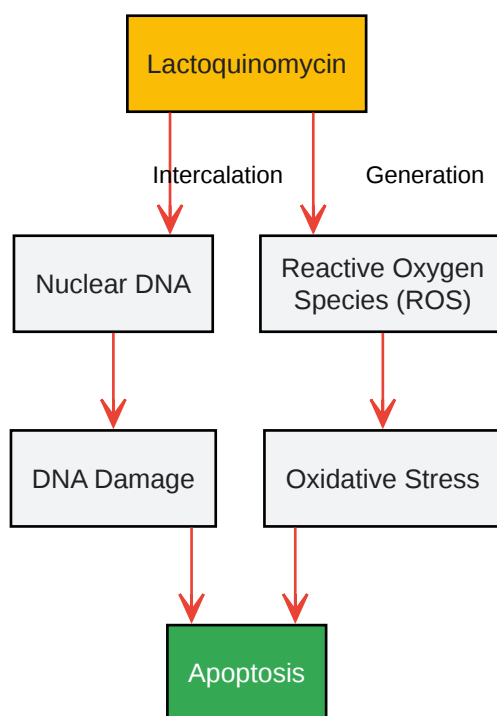 Lactoquinomycin
Intercalation
Generation
Nuclear DNA
Reactive Oxygen
Species (ROS)
DNA Damage
Oxidative Stress
Apoptosis